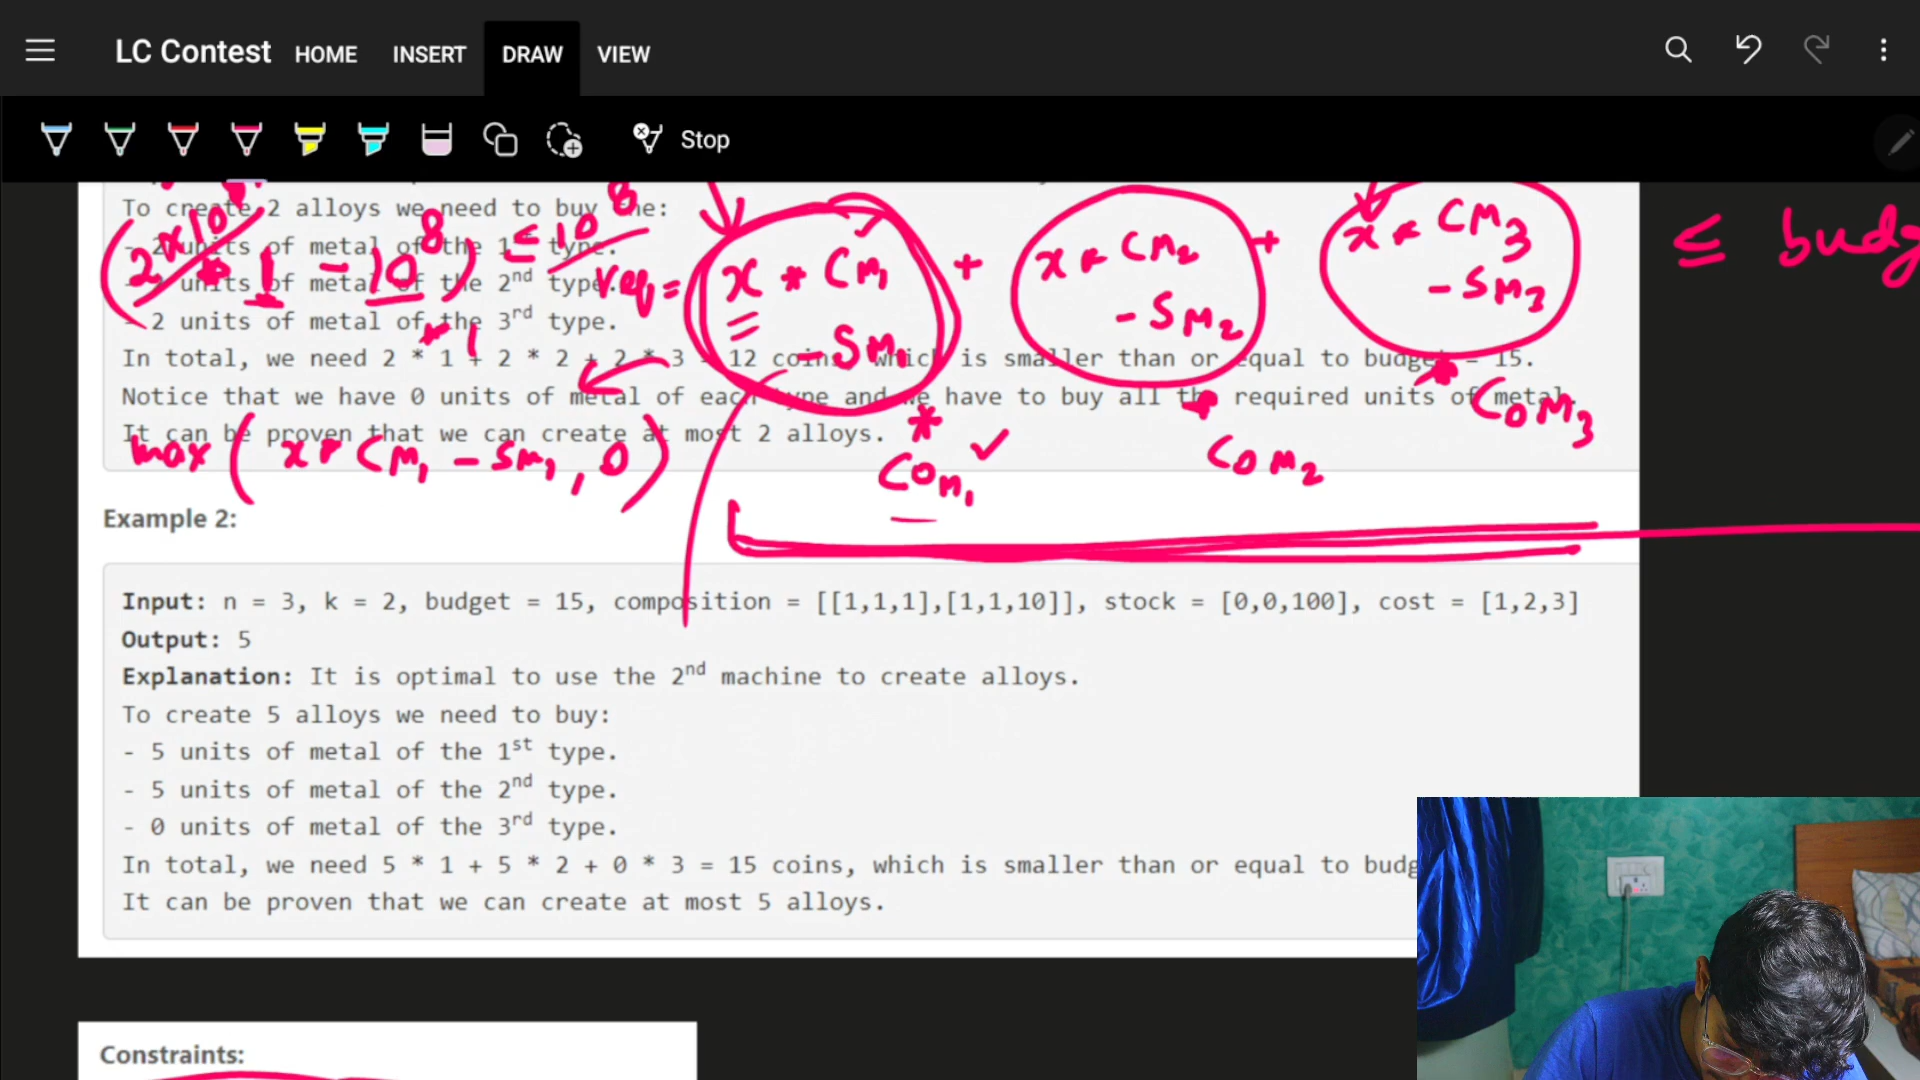 LC Contest HOME INSERT DRAW VIEW
Stop
To create 2 alloys we need to buy the:
- 2 units of metal of the 1st type.
- 2 units of metal of the 2nd type.
- 2 units of metal of the 3rd type.
In total, we need 2 * 1 + 2 * 2 + 2 * 3 = 12 coins, which is smaller than or equal to budget = 15.
Notice that we have 0 units of metal of each type and we have to buy all the required units of metal.
It can be proven that we can create at most 2 alloys.
(2x10^8 * 1 - 10^8) ≤ 10^8
* 1
req = x * CM1 - SM1 + x * CM2 - SM2 + x * CM3 - SM3 ≤ budg
* COM1 * COM2 * COM3
max (x * CM1 - SM1, 0)
Example 2:
Input: n = 3, k = 2, budget = 15, composition = [[1,1,1],[1,1,10]], stock = [0,0,100], cost = [1,2,3]
Output: 5
Explanation: It is optimal to use the 2nd machine to create alloys.
To create 5 alloys we need to buy:
- 5 units of metal of the 1st type.
- 5 units of metal of the 2nd type.
- 0 units of metal of the 3rd type.
In total, we need 5 * 1 + 5 * 2 + 0 * 3 = 15 coins, which is smaller than or equal to budg
It can be proven that we can create at most 5 alloys.
Constraints: